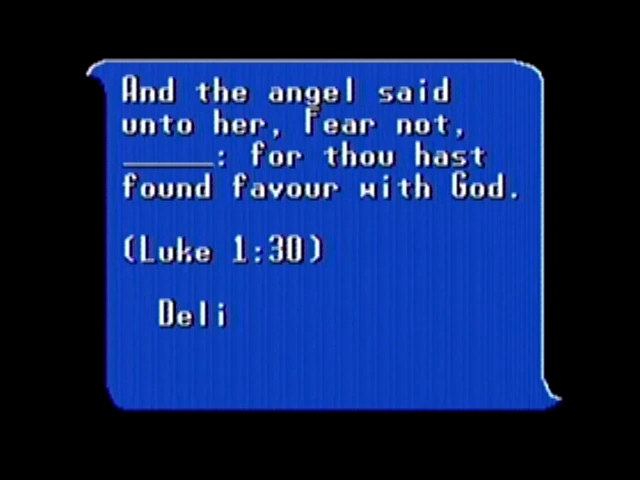 And the angel said
unto her, Fear not,
_____: for thou hast
found favour with God.
(Luke 1:30)
Deli